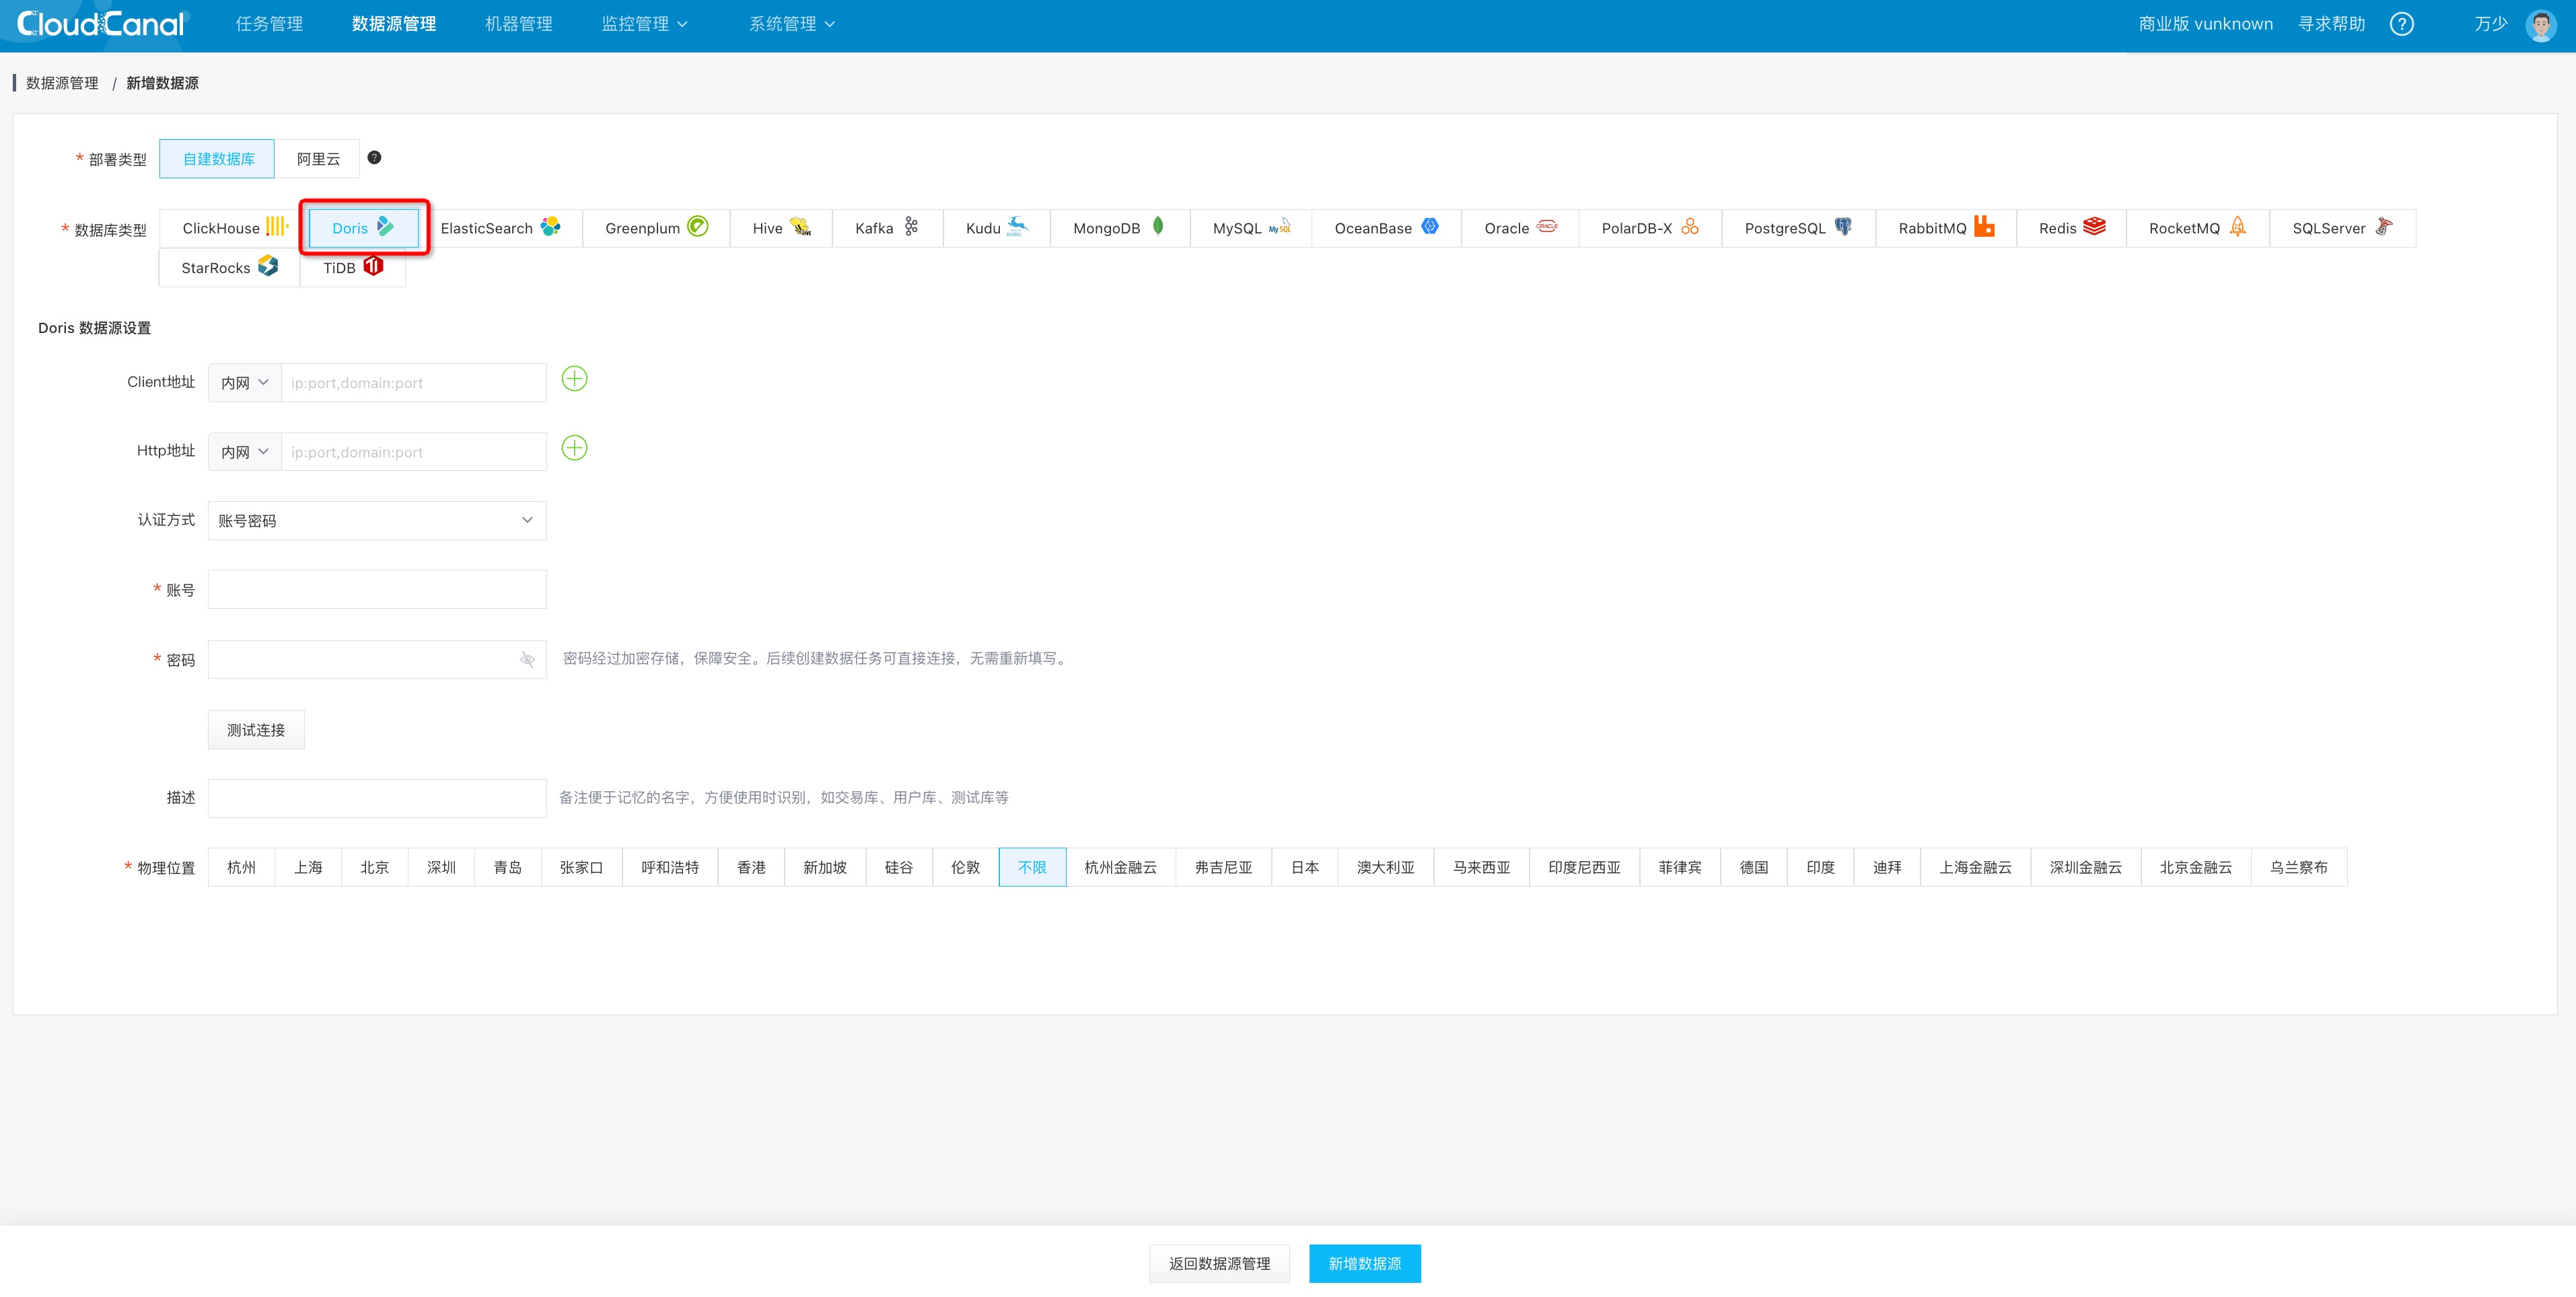 CloudCanal 任务管理 数据源管理 机器管理 监控管理 系统管理 商业版 vunknown 寻求帮助 ? 万少
数据源管理 / 新增数据源
* 部署类型 自建数据库 阿里云 ?
* 数据库类型 ClickHouse Doris ElasticSearch Greenplum Hive Kafka Kudu MongoDB MySQL OceanBase Oracle PolarDB-X PostgreSQL RabbitMQ Redis RocketMQ SQLServer
StarRocks TiDB
Doris 数据源设置
Client地址 内网 ip:port,domain:port
Http地址 内网 ip:port,domain:port
认证方式 账号密码
* 账号
* 密码 密码经过加密存储，保障安全。后续创建数据任务可直接连接，无需重新填写。
测试连接
描述 备注便于记忆的名字，方便使用时识别，如交易库、用户库、测试库等
* 物理位置 杭州 上海 北京 深圳 青岛 张家口 呼和浩特 香港 新加坡 硅谷 伦敦 不限 杭州金融云 弗吉尼亚 日本 澳大利亚 马来西亚 印度尼西亚 菲律宾 德国 印度 迪拜 上海金融云 深圳金融云 北京金融云 乌兰察布
返回数据源管理 新增数据源